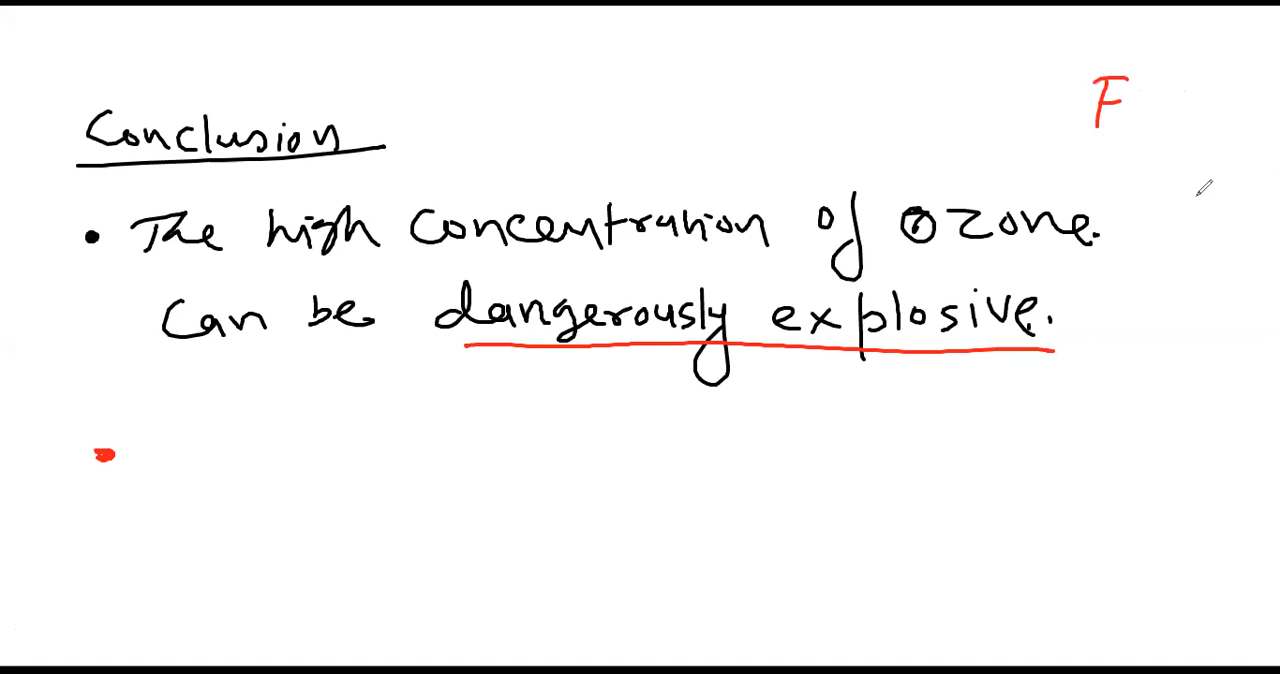 F
Conclusion
• The high concentration of ozone.
can be dangerously explosive.
•